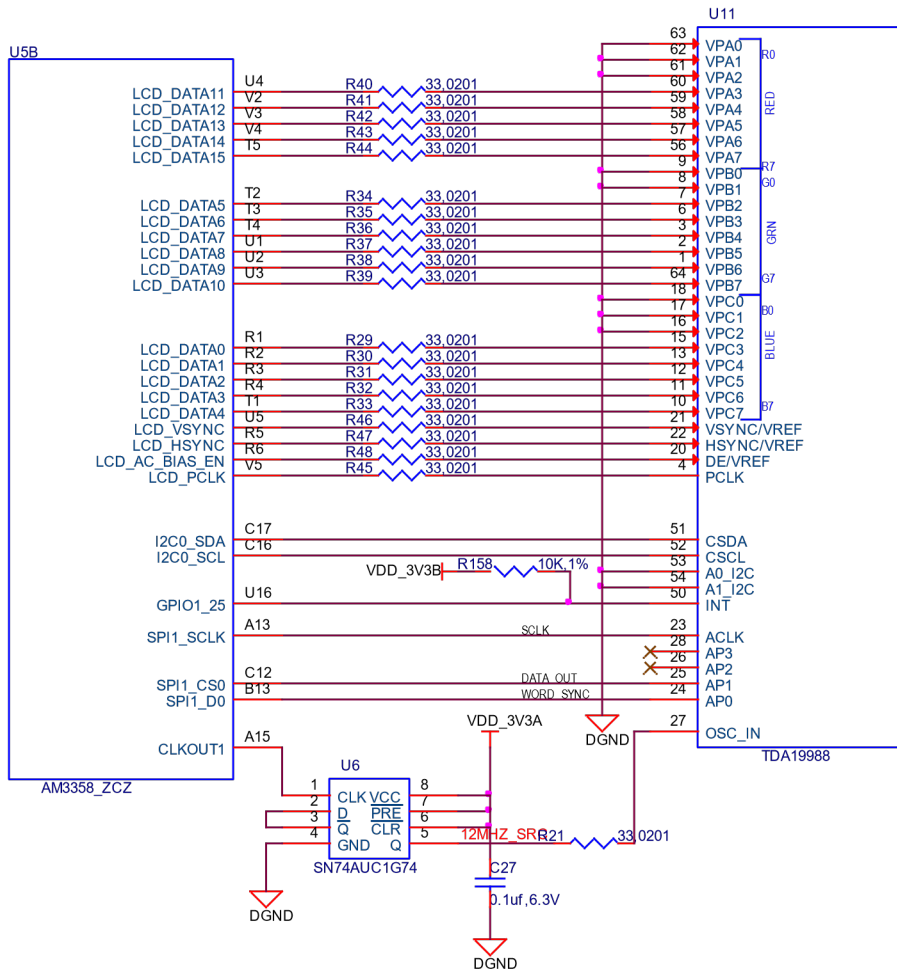 U11
U5B
63 VPA0
62 VPA1
61 VPA2
LCD_DATA11 U4 R40 33,0201 60 VPA3
LCD_DATA12 V2 R41 33,0201 59 VPA4
LCD_DATA13 V3 R42 33,0201 58 VPA5
LCD_DATA14 V4 R43 33,0201 57 VPA6
LCD_DATA15 T5 R44 33,0201 56 VPA7
R0
RED
R7
9 VPB0
8 VPB1
LCD_DATA5 T2 R34 33,0201 7 VPB2
LCD_DATA6 T3 R35 33,0201 6 VPB3
LCD_DATA7 T4 R36 33,0201 3 VPB4
LCD_DATA8 U1 R37 33,0201 2 VPB5
LCD_DATA9 U2 R38 33,0201 1 VPB6
LCD_DATA10 U3 R39 33,0201 64 VPB7
G0
GRN
G7
18 VPC0
17 VPC1
16 VPC2
LCD_DATA0 R1 R29 33,0201 15 VPC3
LCD_DATA1 R2 R30 33,0201 13 VPC4
LCD_DATA2 R3 R31 33,0201 12 VPC5
LCD_DATA3 R4 R32 33,0201 11 VPC6
LCD_DATA4 T1 R33 33,0201 10 VPC7
B0
BLUE
B7
LCD_VSYNC U5 R46 33,0201 21 VSYNC/VREF
LCD_HSYNC R5 R47 33,0201 22 HSYNC/VREF
LCD_AC_BIAS_EN R6 R48 33,0201 20 DE/VREF
LCD_PCLK V5 R45 33,0201 4 PCLK
I2C0_SDA C17 51 CSDA
I2C0_SCL C16 52 CSCL
VDD_3V3B R158 10K,1% 53 A0_I2C
54 A1_I2C
GPIO1_25 U16 50 INT
SPI1_SCLK A13 SCLK 23 ACLK
28 AP3
26 AP2
SPI1_CS0 C12 DATA_OUT 25 AP1
SPI1_D0 B13 WORD_SYNC 24 AP0
VDD_3V3A
DGND
CLKOUT1 A15 27 OSC_IN
TDA19988
AM3358_ZCZ
U6
1 CLK VCC 8
2 D PRE 7
3 Q CLR 6
4 GND Q 5
12MHZ_SRC R21 33,0201
SN74AUC1G74
C27
0.1uf,6.3V
DGND
DGND